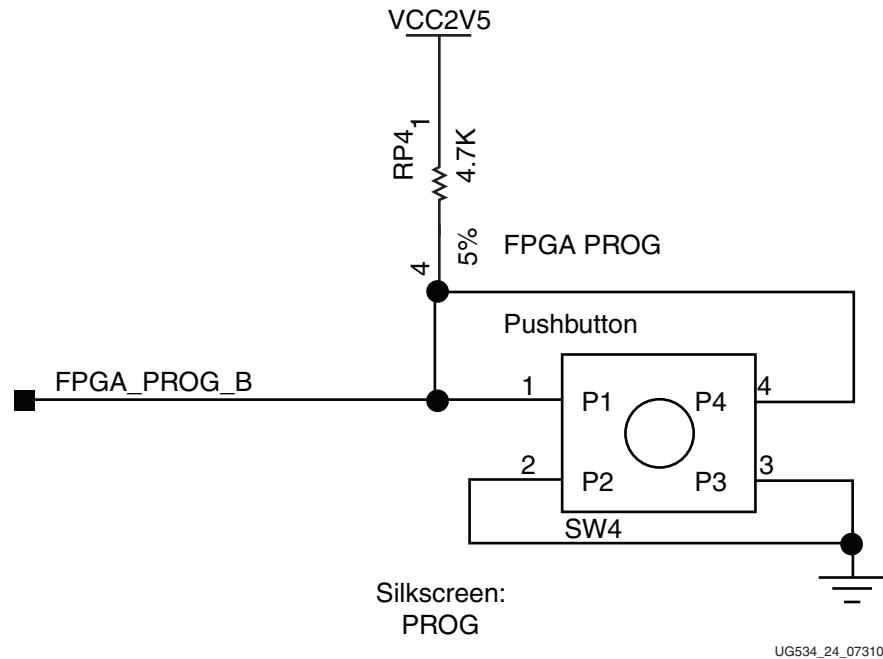 VCC2V5
1
RP4
4.7K
4
5%
FPGA PROG
Pushbutton
FPGA_PROG_B
1
P1
P4
4
2
P2
P3
3
SW4
Silkscreen:
PROG
UG534_24_07310